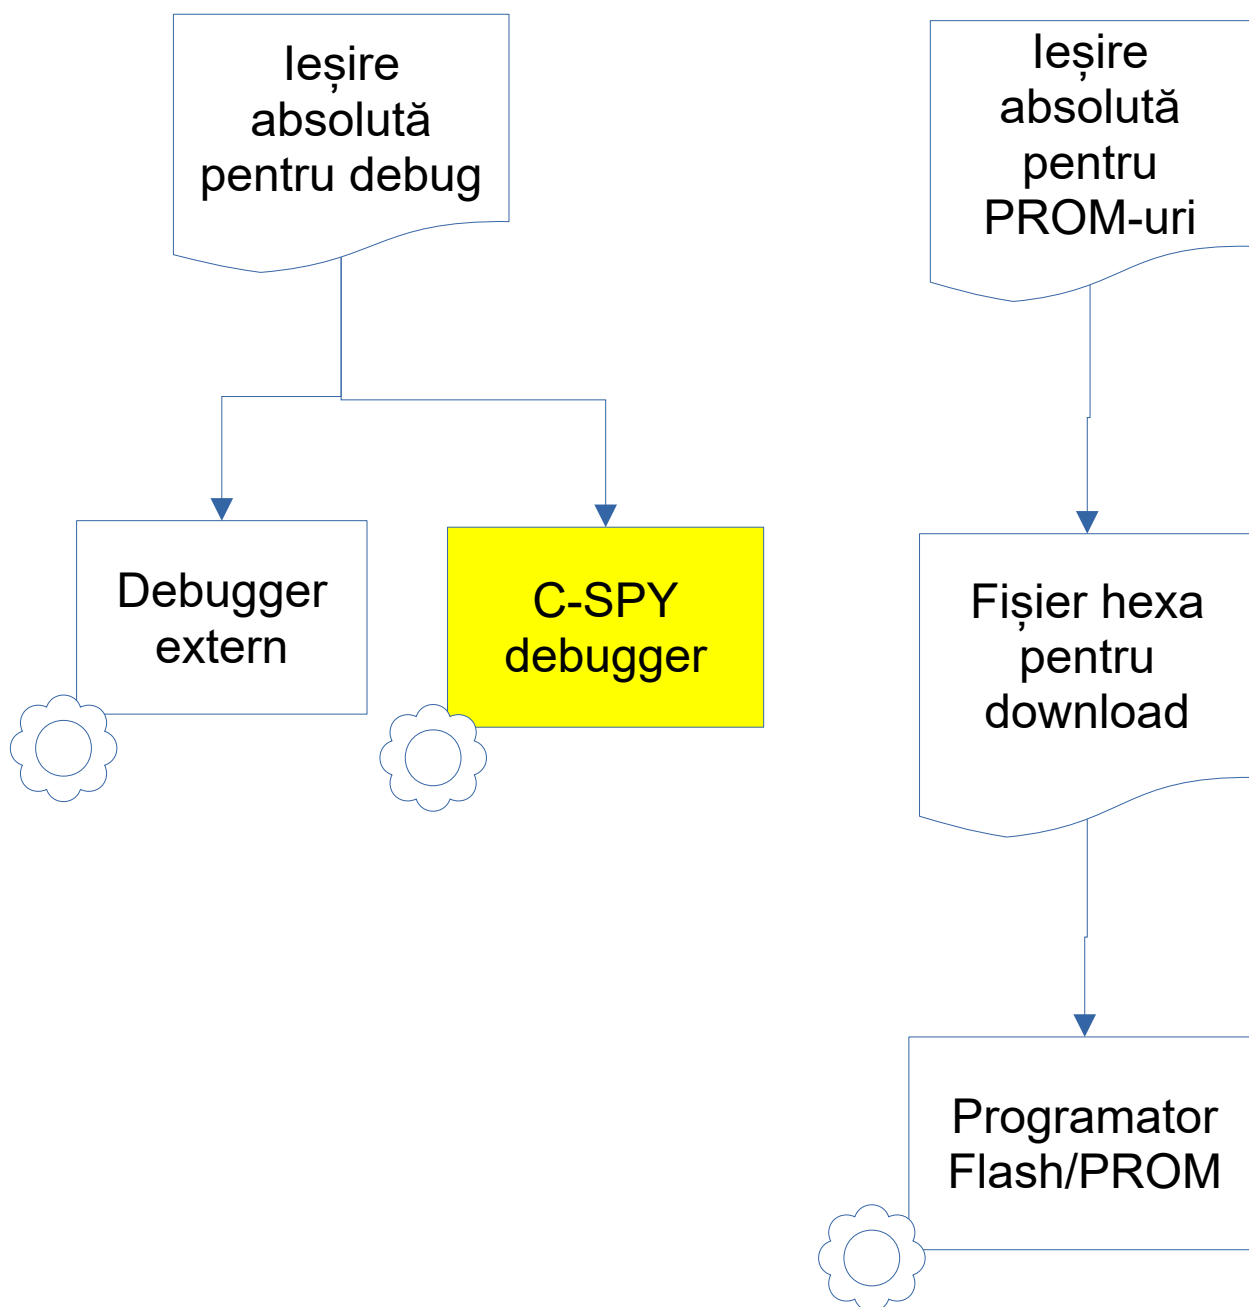 Ieșire
absolută
pentru debug
Ieșire
absolută
pentru
PROM-uri
Debugger
extern
C-SPY
debugger
Fișier hexa
pentru
download
Programator
Flash/PROM